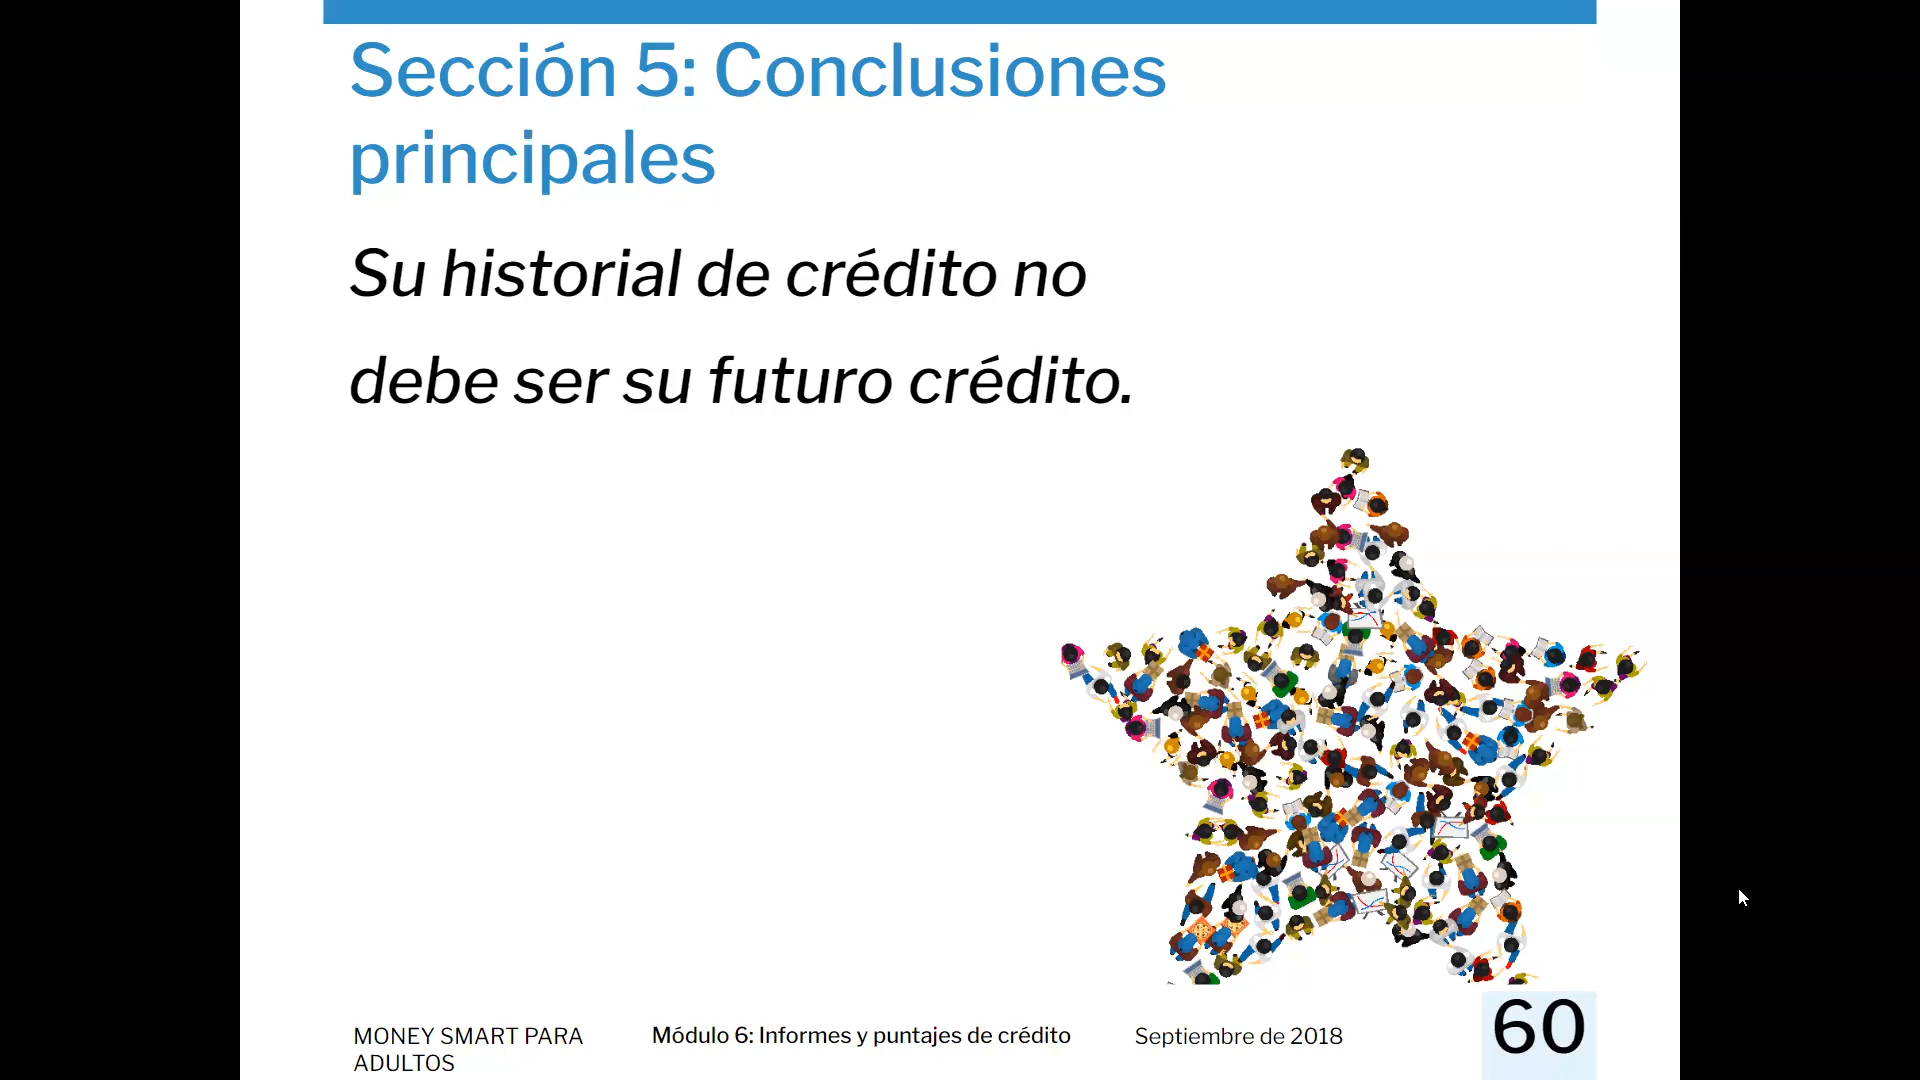 Sección 5: Conclusiones
principales
Su historial de crédito no
debe ser su futuro crédito.
MONEY SMART PARA
ADULTOS
Módulo 6: Informes y puntajes de crédito
Septiembre de 2018
60